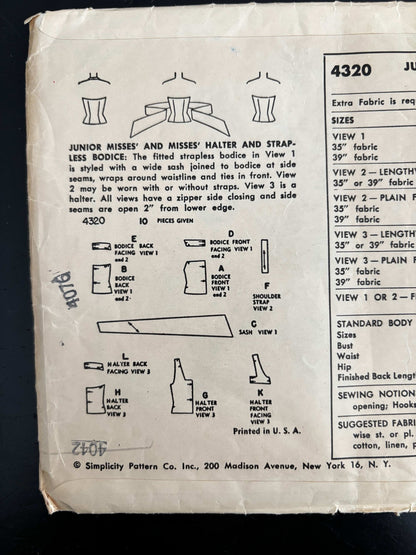 JUNIOR MISSES' AND MISSES' HALTER AND STRAP-
LESS BODICE: The fitted strapless bodice in View 1
is styled with a wide sash joined to bodice at side
seams, wraps around waistline and ties in front. View
2 may be worn with or without straps. View 3 is a
halter. All views have a zipper side closing and side
seams are open 2" from lower edge.
4320 10 PIECES GIVEN
E
BODICE BACK
FACING VIEW 1
and 2
D
BODICE FRONT
FACING VIEW 1
and 2
B
BODICE
BACK
VIEW 1
and 2
A
BODICE
FRONT
VIEW 1
and 2
F
SHOULDER
STRAP
VIEW 2
C
SASH VIEW 1
L
HALTER BACK
FACING VIEW 3
H
HALTER
BACK
VIEW 3
G
HALTER
FRONT
VIEW 3
K
HALTER
FRONT
FACING
VIEW 3
Printed in U. S. A.
4076
4042
© Simplicity Pattern Co. Inc., 200 Madison Avenue, New York 16, N. Y.
4320 JU
Extra Fabric is req
SIZES
VIEW 1
35" fabric
39" fabric
VIEW 2 — LENGTHW
35" or 39" fabric
VIEW 2 — PLAIN F
35" fabric
39" fabric
VIEW 3 — LENGTHW
35" or 39" fabric
VIEW 3 — PLAIN F
35" fabric
39" fabric
VIEW 1 OR 2 — F
STANDARD BODY
Sizes
Bust
Waist
Hip
Finished Back Lengt
SEWING NOTION
opening; Hooks
SUGGESTED FABRI
wise st. or pl.
cotton, linen, p